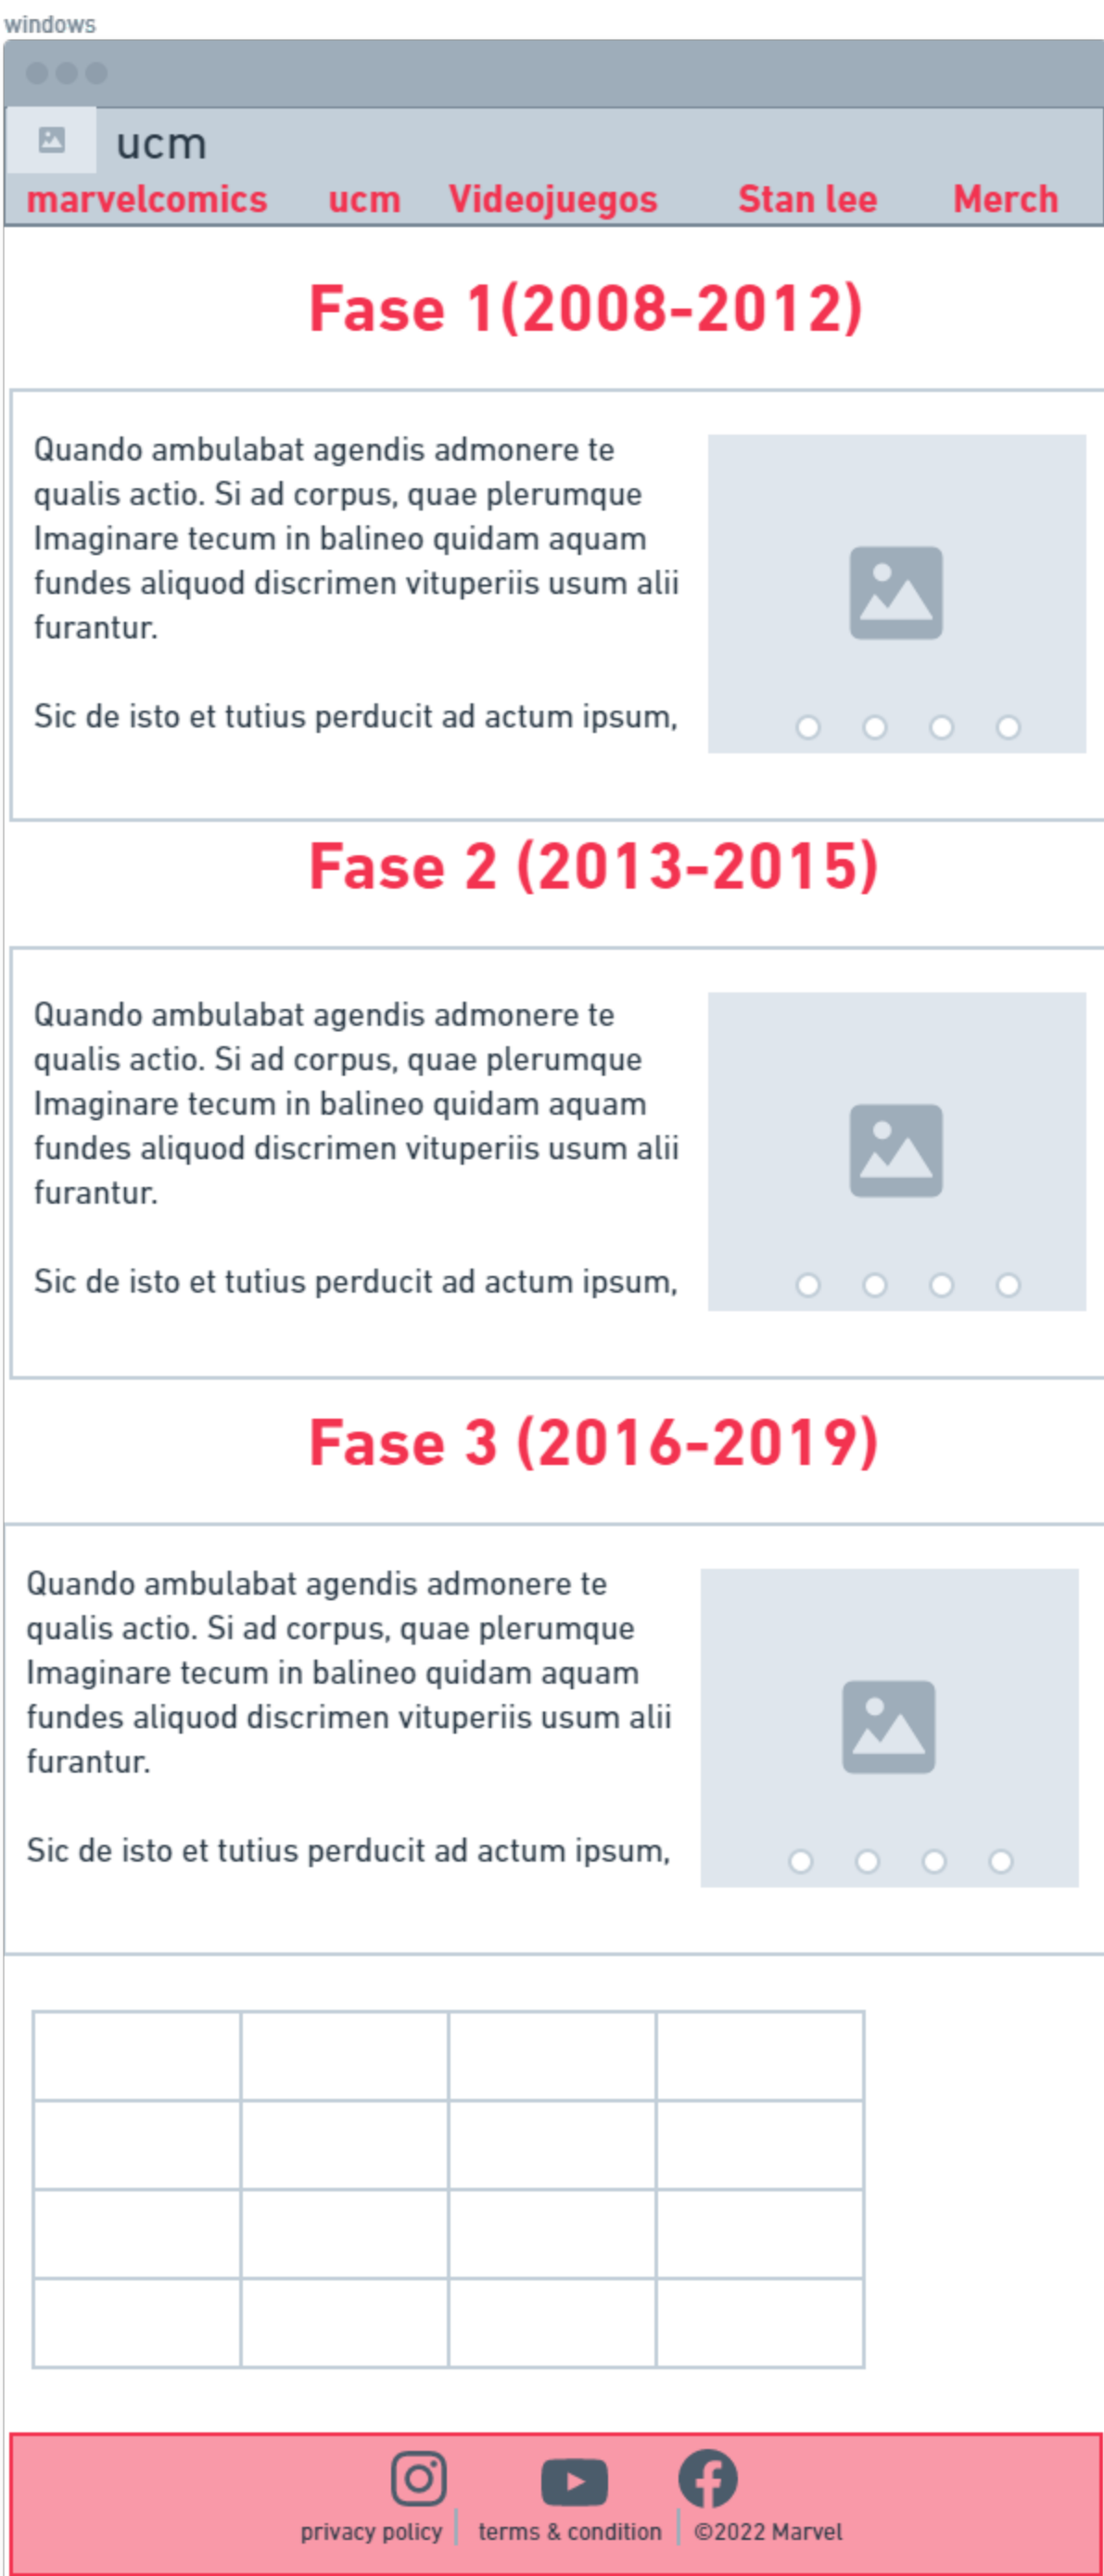 windows
ucm
marvelcomics ucm Videojuegos Stan lee Merch
Fase 1(2008-2012)
Quando ambulabat agendis admonere te
qualis actio. Si ad corpus, quae plerumque
Imaginare tecum in balineo quidam aquam
fundes aliquod discrimen vituperiis usum alii
furantur.
Sic de isto et tutius perducit ad actum ipsum,
Fase 2 (2013-2015)
Quando ambulabat agendis admonere te
qualis actio. Si ad corpus, quae plerumque
Imaginare tecum in balineo quidam aquam
fundes aliquod discrimen vituperiis usum alii
furantur.
Sic de isto et tutius perducit ad actum ipsum,
Fase 3 (2016-2019)
Quando ambulabat agendis admonere te
qualis actio. Si ad corpus, quae plerumque
Imaginare tecum in balineo quidam aquam
fundes aliquod discrimen vituperiis usum alii
furantur.
Sic de isto et tutius perducit ad actum ipsum,
privacy policy terms & condition ©2022 Marvel